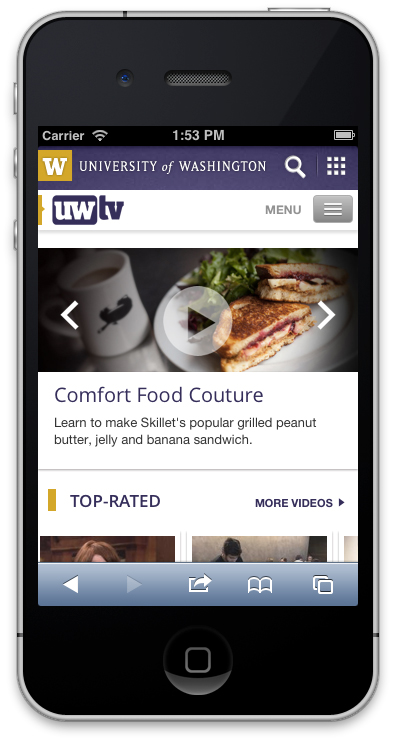 Carrier 1:53 PM
W UNIVERSITY of WASHINGTON
uwtv MENU
Comfort Food Couture
Learn to make Skillet's popular grilled peanut
butter, jelly and banana sandwich.
TOP-RATED MORE VIDEOS